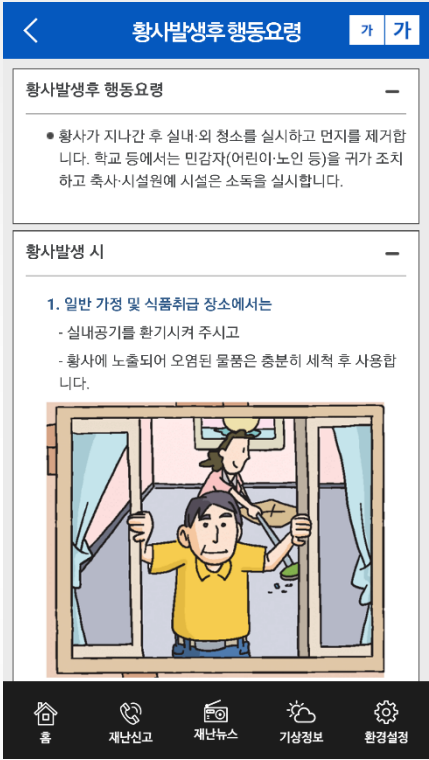 황사발생후 행동요령
가 가
황사발생후 행동요령
● 황사가 지나간 후 실내·외 청소를 실시하고 먼지를 제거합
니다. 학교 등에서는 민감자(어린이·노인 등)을 귀가 조치
하고 축사·시설원예 시설은 소독을 실시합니다.
황사발생 시
1. 일반 가정 및 식품취급 장소에서는
- 실내공기를 환기시켜 주시고
- 황사에 노출되어 오염된 물품은 충분히 세척 후 사용합
니다.
홈 재난신고 재난뉴스 기상정보 환경설정